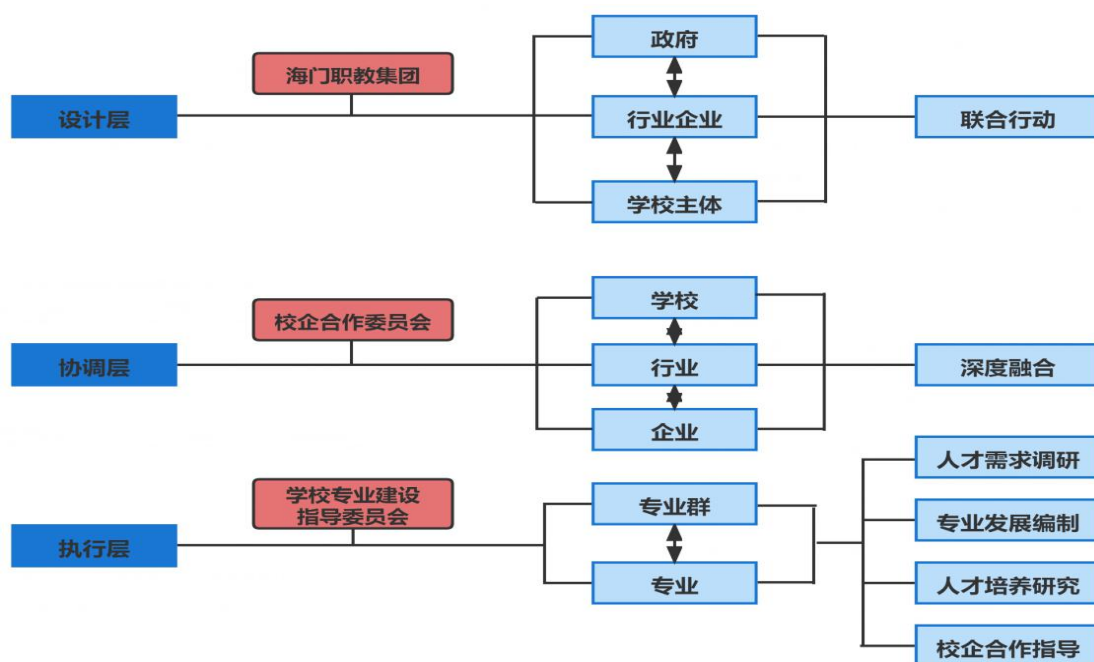 政府
海门职教集团
设计层
行业企业
联合行动
学校主体
学校
校企合作委员会
协调层
行业
深度融合
企业
人才需求调研
学校专业建设
指导委员会
专业群
专业发展编制
执行层
专业
人才培养研究
校企合作指导